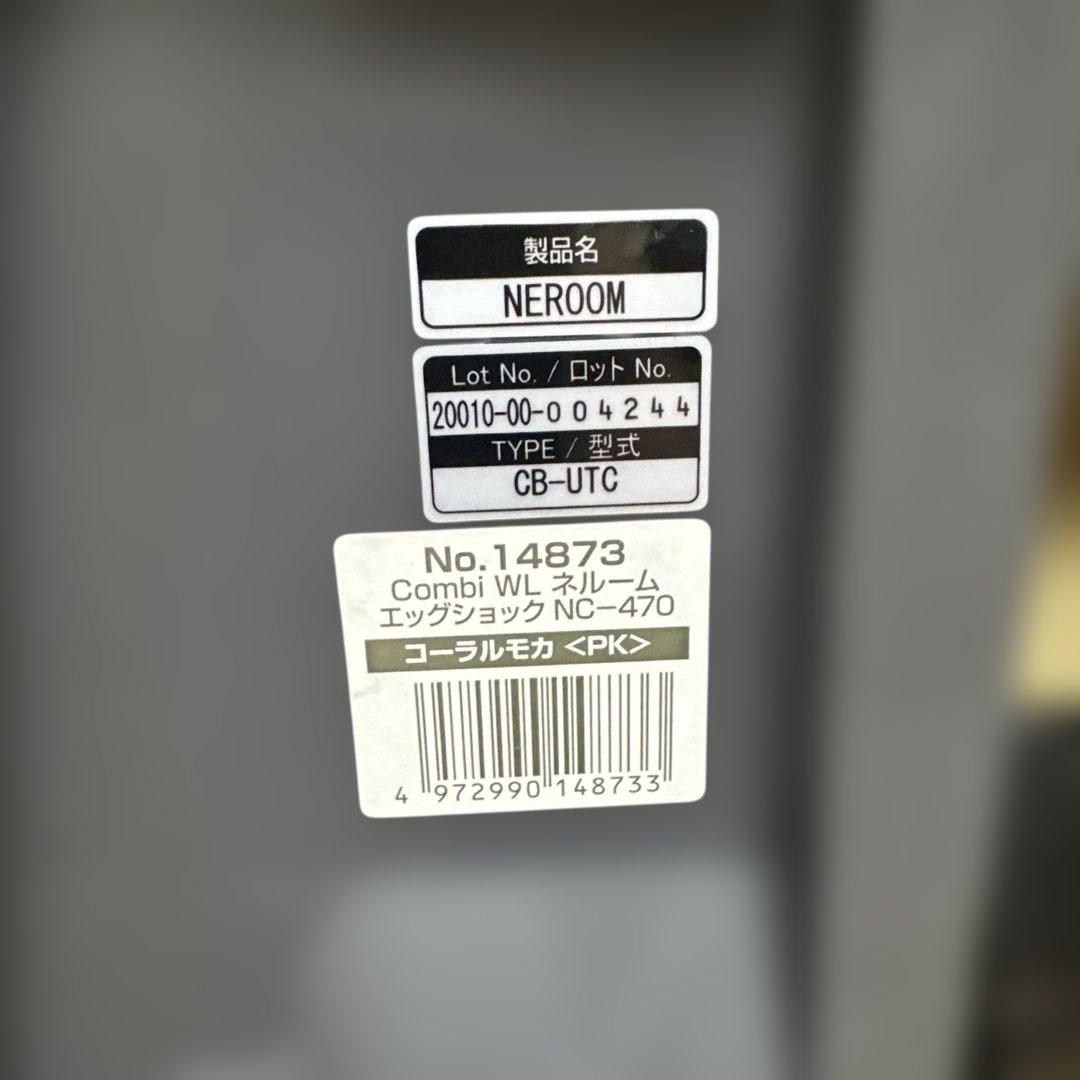 製品名
NEROOM
Lot No. / ロット No.
20010-00-004244
TYPE / 型式
CB-UTC
No.14873
Combi WL ネルーム
エッグショック NC-470
コーラルモカ <PK>
4 972990 148733